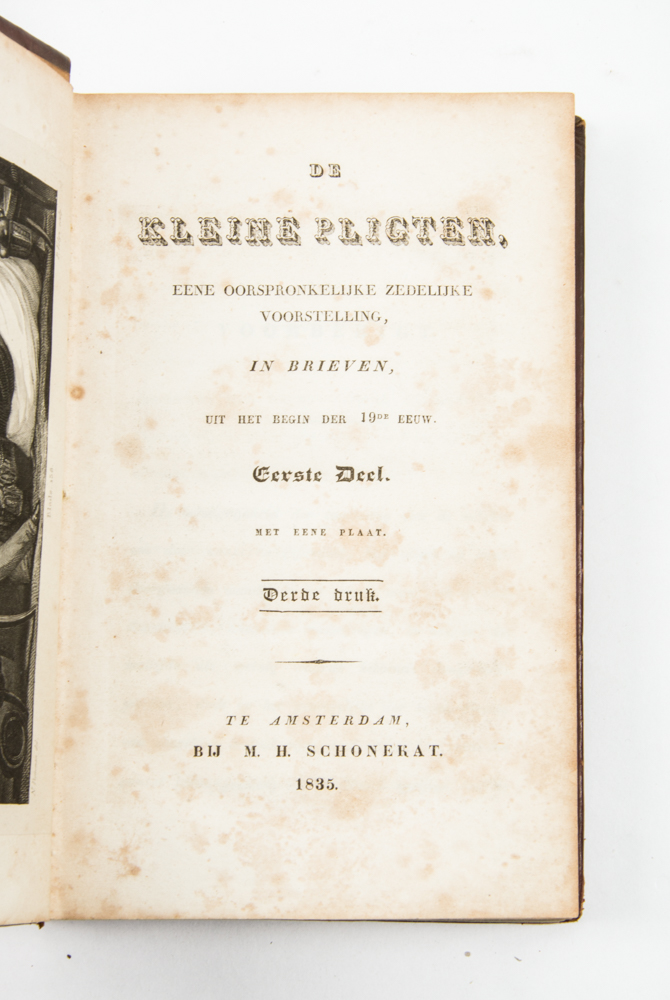 DE
KLEINE PLIGTEN,
EENE OORSPRONKELIJKE ZEDELIJKE
VOORSTELLING,
IN BRIEVEN,
UIT HET BEGIN DER 19DE EEUW.
Eerste Deel.
MET EENE PLAAT.
Derde druk.
TE AMSTERDAM,
BIJ M. H. SCHONEKAT.
1835.